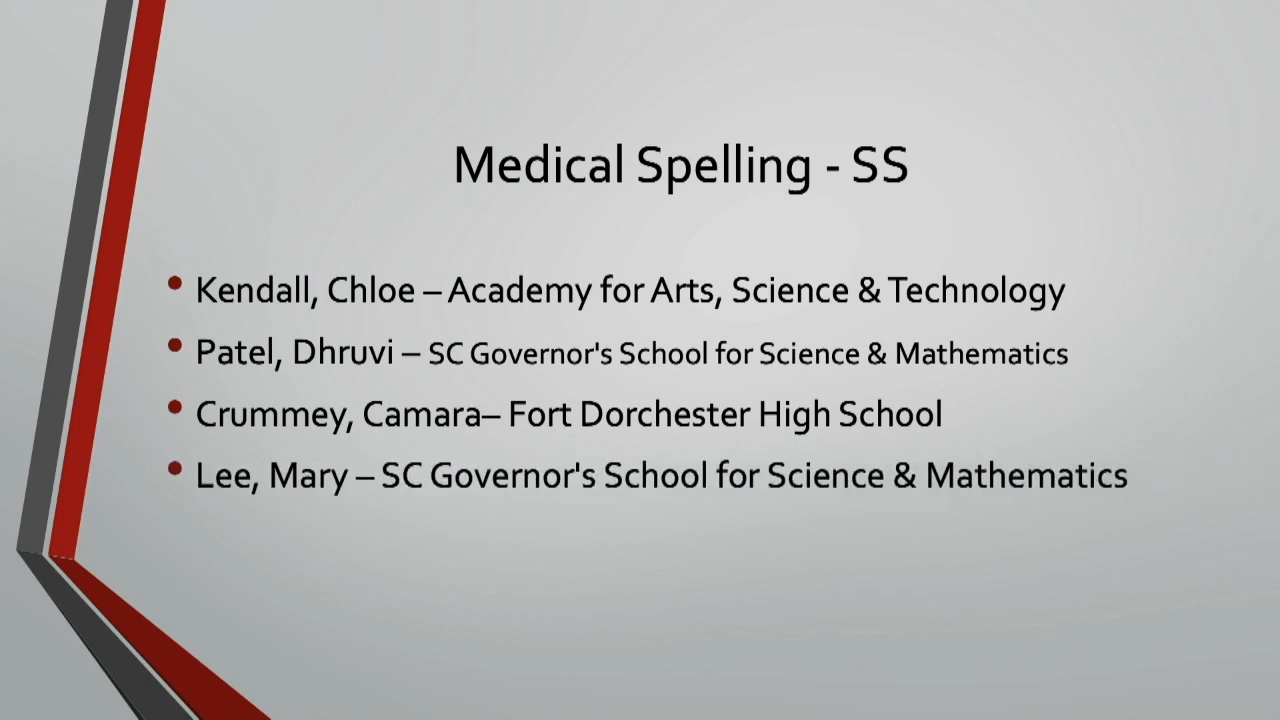 Medical Spelling - SS
• Kendall, Chloe – Academy for Arts, Science & Technology
• Patel, Dhruvi – SC Governor's School for Science & Mathematics
• Crummey, Camara– Fort Dorchester High School
• Lee, Mary – SC Governor's School for Science & Mathematics